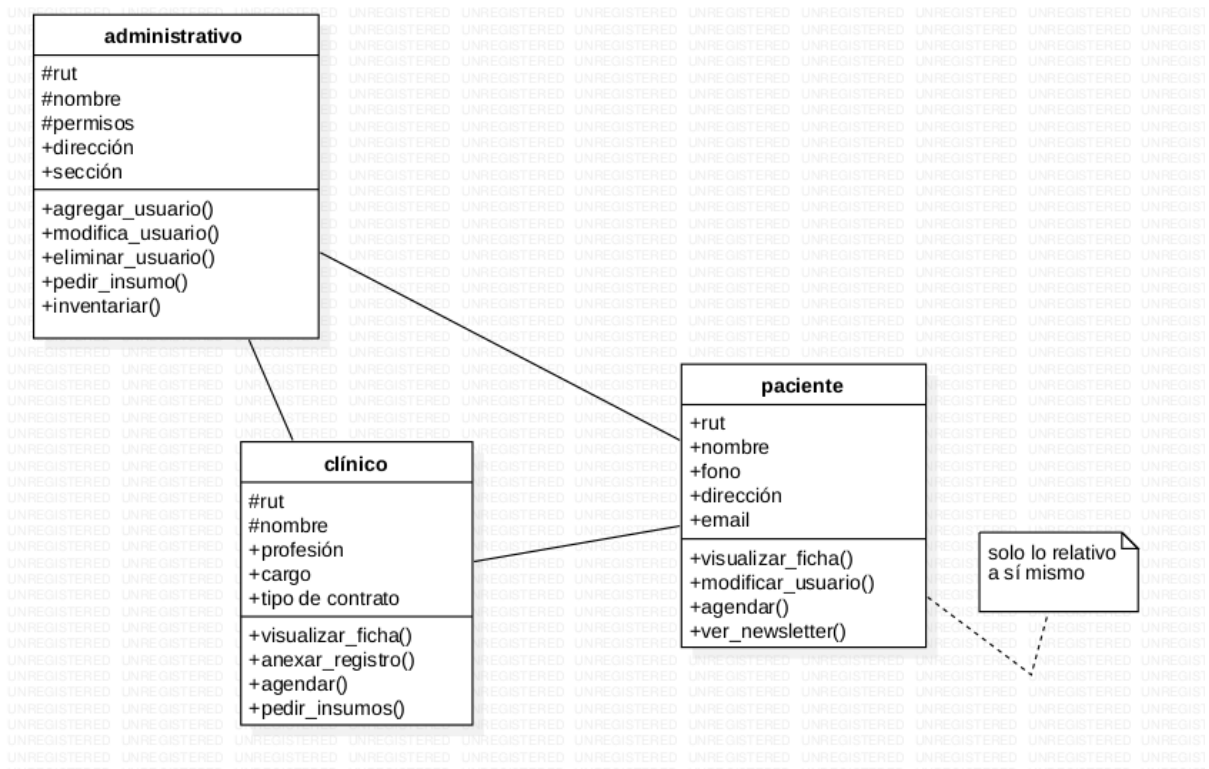 administrativo
#rut
#nombre
#permisos
+dirección
+sección
+agregar_usuario()
+modifica_usuario()
+eliminar_usuario()
+pedir_insumo()
+inventariar()
paciente
+rut
+nombre
+fono
+dirección
+email
+visualizar_ficha()
+modificar_usuario()
+agendar()
+ver_newsletter()
solo lo relativo
a sí mismo
clínico
#rut
#nombre
+profesión
+cargo
+tipo de contrato
+visualizar_ficha()
+anexar_registro()
+agendar()
+pedir_insumos()
UNREGISTERED